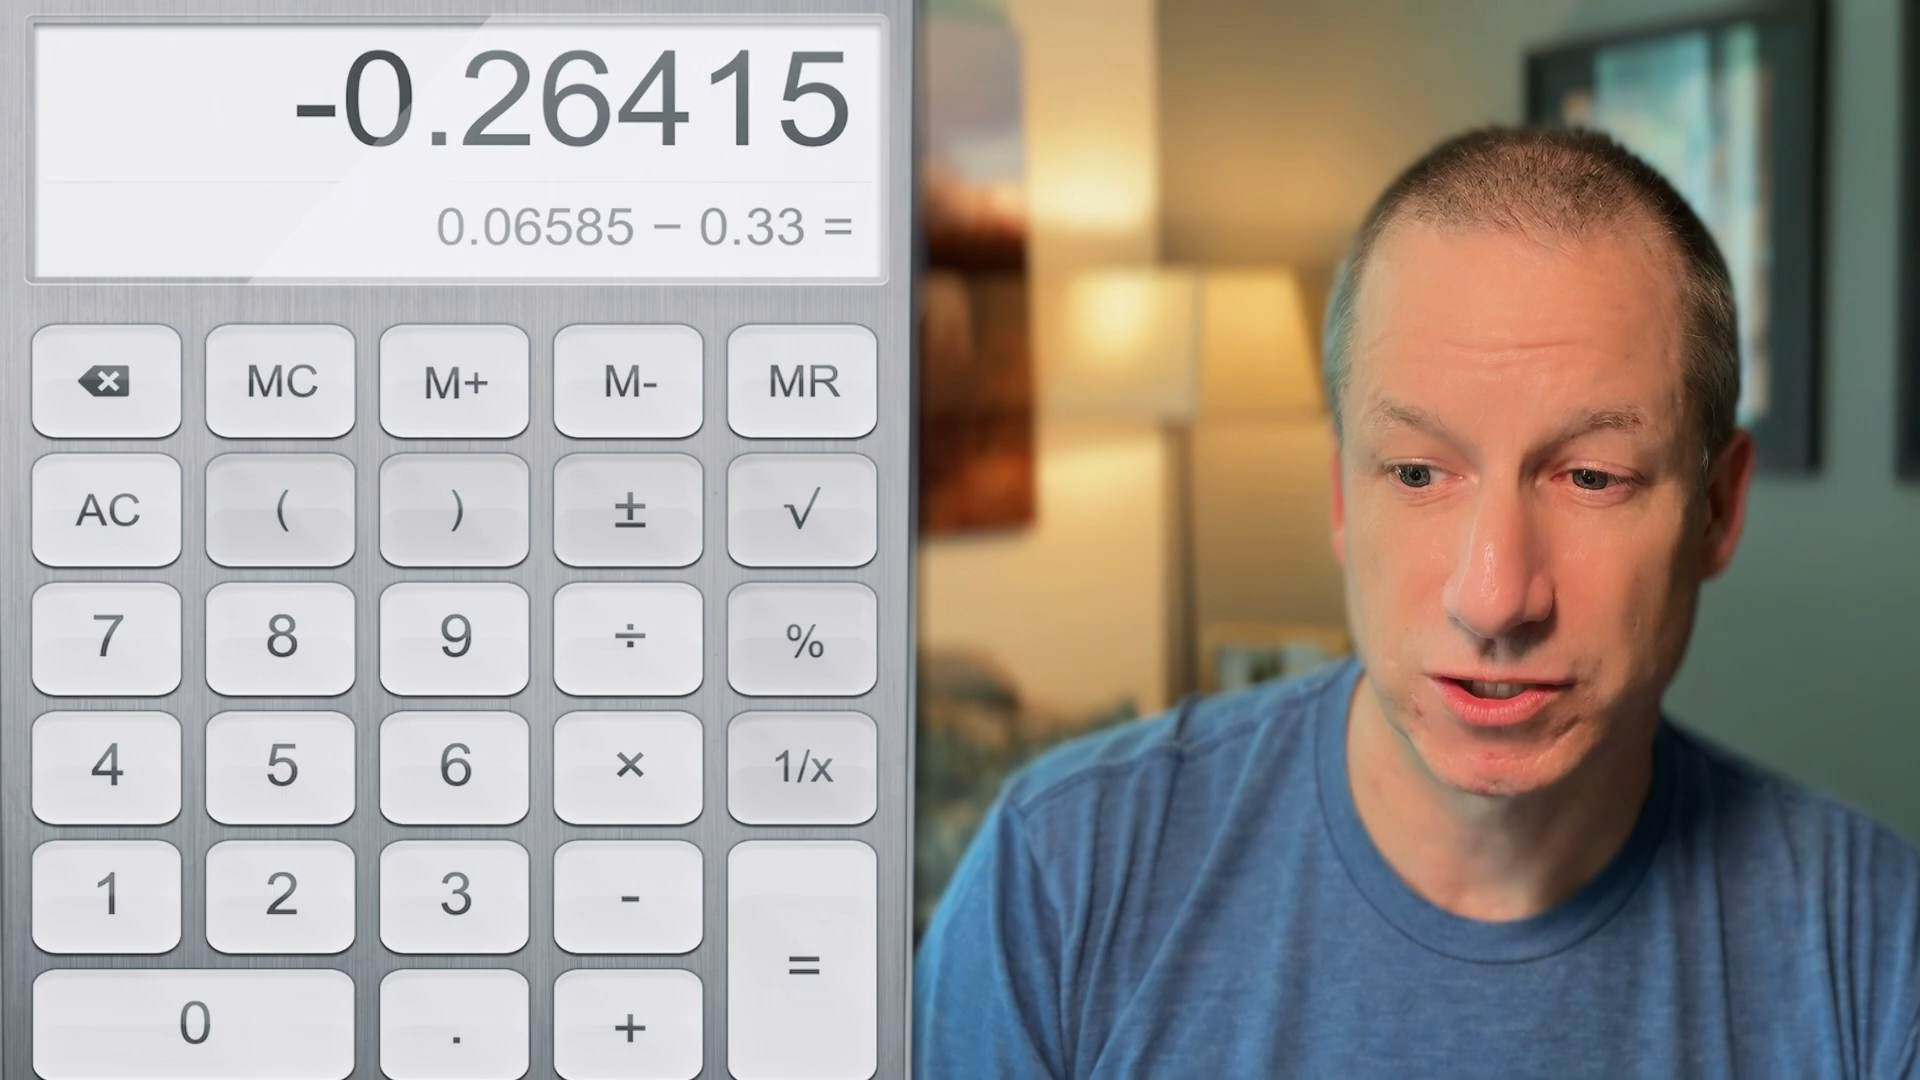 -0.26415
0.06585 − 0.33 =
MC M+ M- MR
AC ( ) ± √
7 8 9 ÷ %
4 5 6 × 1/x
1 2 3 -
=
0 . +